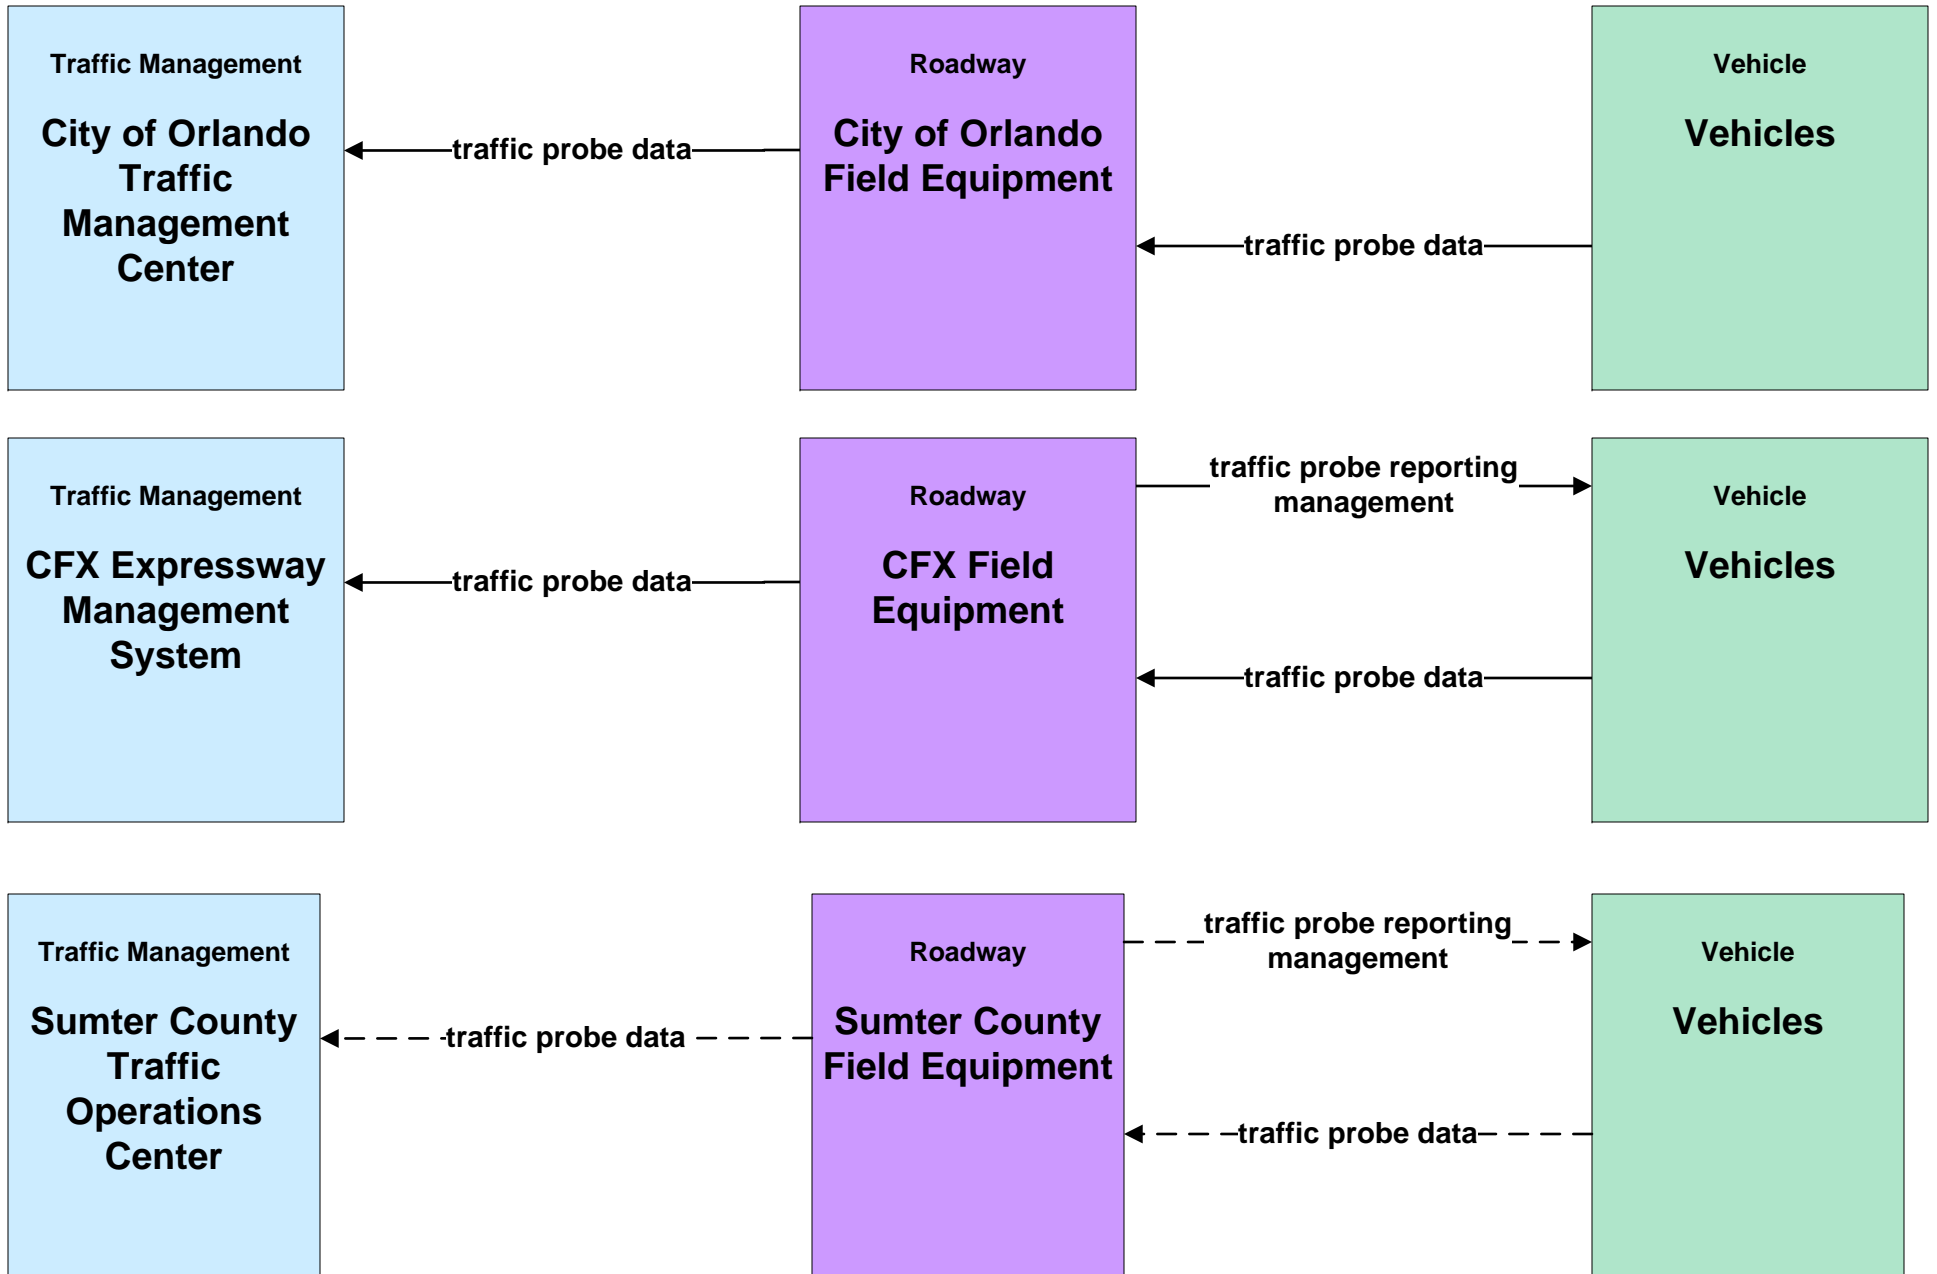 Traffic Management
City of Orlando
Traffic
Management
Center
traffic probe data
Roadway
City of Orlando
Field Equipment
traffic probe data
Vehicle
Vehicles
Traffic Management
CFX Expressway
Management
System
traffic probe data
Roadway
CFX Field
Equipment
traffic probe reporting
management
traffic probe data
Vehicle
Vehicles
Traffic Management
Sumter County
Traffic
Operations
Center
traffic probe data
Roadway
Sumter County
Field Equipment
traffic probe reporting
management
traffic probe data
Vehicle
Vehicles